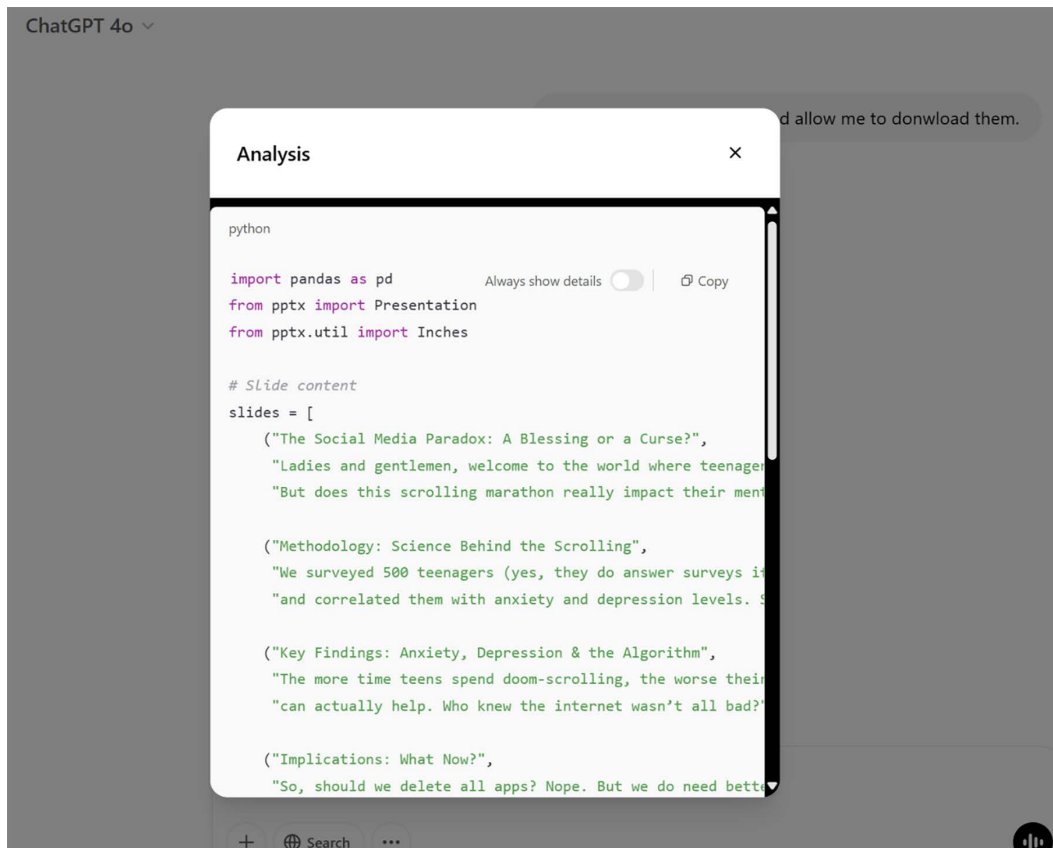 ChatGPT 4o
d allow me to donwload them.
Analysis
python
import pandas as pd
Always show details
Copy
from pptx import Presentation
from pptx.util import Inches
# Slide content
slides = [
("The Social Media Paradox: A Blessing or a Curse?",
"Ladies and gentlemen, welcome to the world where teenager
"But does this scrolling marathon really impact their ment
("Methodology: Science Behind the Scrolling",
"We surveyed 500 teenagers (yes, they do answer surveys if
"and correlated them with anxiety and depression levels. S
("Key Findings: Anxiety, Depression & the Algorithm",
"The more time teens spend doom-scrolling, the worse their
"can actually help. Who knew the internet wasn’t all bad?"
("Implications: What Now?",
"So, should we delete all apps? Nope. But we do need bette
Search